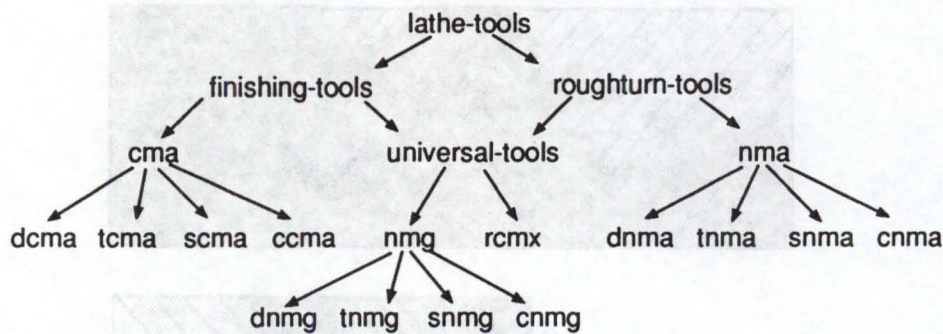 lathe-tools
finishing-tools roughturn-tools
cma universal-tools nma
dcma tcma scma ccma nmg rcmx dnma tnma snma cnma
dnmg tnmg snmg cnmg